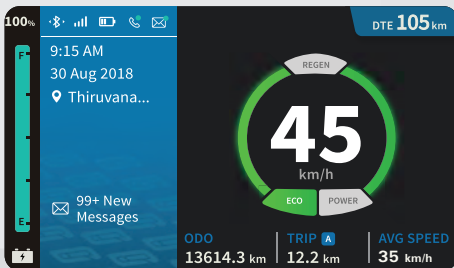 100%
F
E
9:15 AM
30 Aug 2018
Thiruvana...
99+ New
Messages
DTE 105 km
REGEN
45
km/h
ECO POWER
ODO
13614.3 km
TRIP A
12.2 km
AVG SPEED
35 km/h